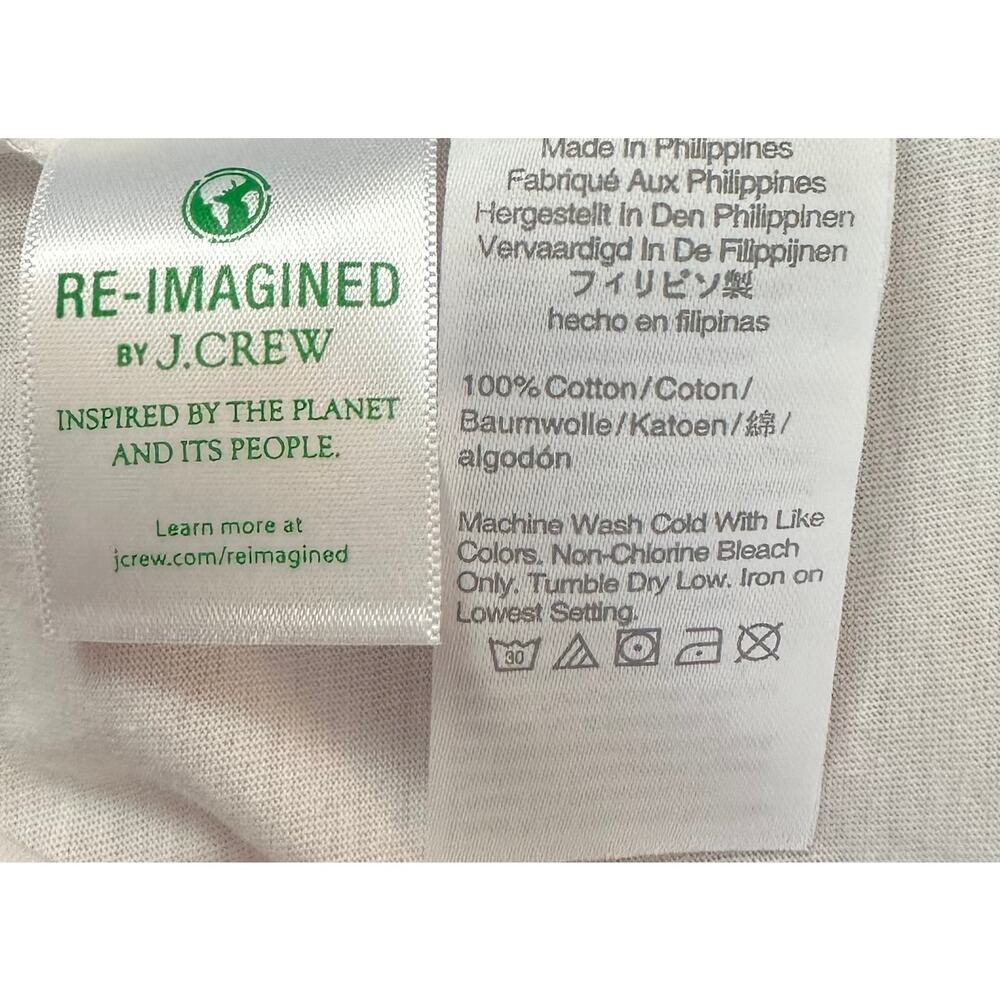 RE-IMAGINED
BY J.CREW
INSPIRED BY THE PLANET
AND ITS PEOPLE.
Learn more at
jcrew.com/reimagined
Made In Philippines
Fabriqué Aux Philippines
Hergestellt In Den Philippinen
Vervaardigd In De Filippijnen
フィリピン製
hecho en filipinas
100% Cotton/Coton/
Baumwolle/Katoen/綿/
algodón
Machine Wash Cold With Like
Colors. Non-Chlorine Bleach
Only. Tumble Dry Low. Iron on
Lowest Setting.
30